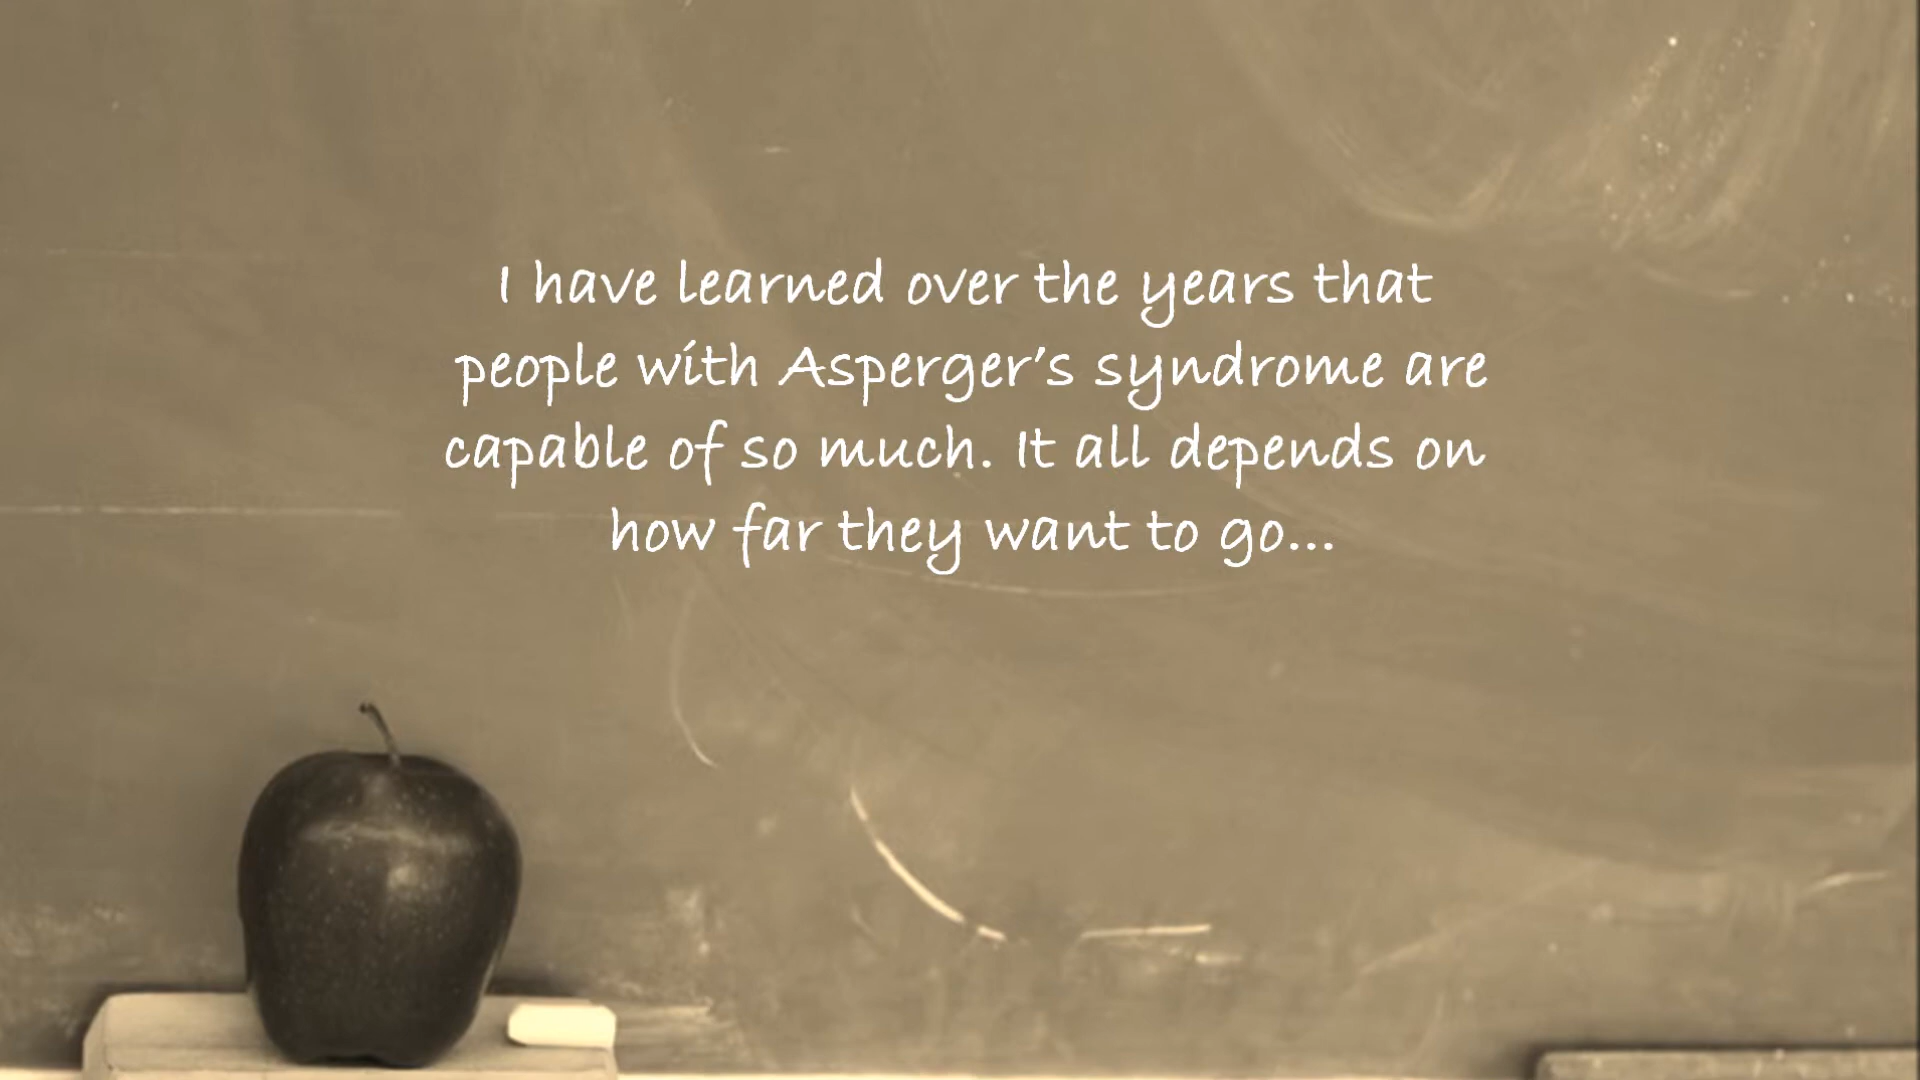 I have learned over the years that
people with Asperger's syndrome are
capable of so much. It all depends on
how far they want to go...